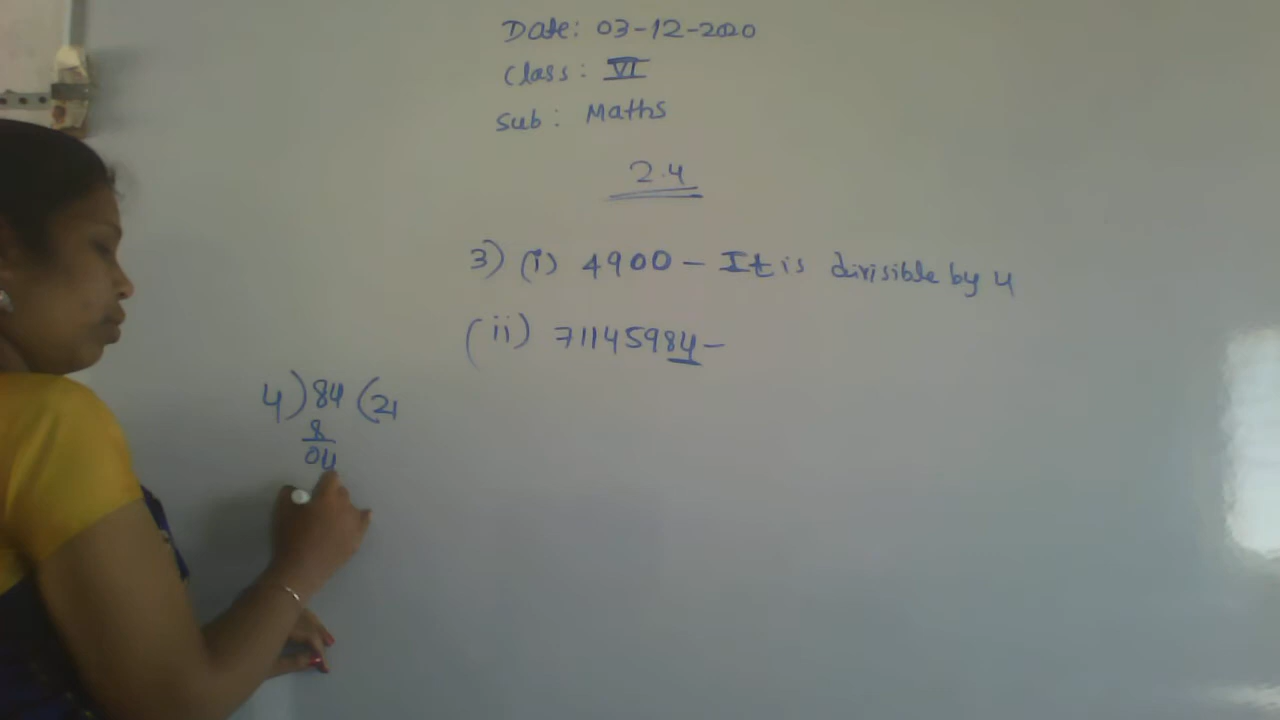 Date: 03-12-2020
Class: VI
Sub: Maths
2.4
3) (i) 4900 - It is divisible by 4
(ii) 71145984 -
4) 84 (21
8
04